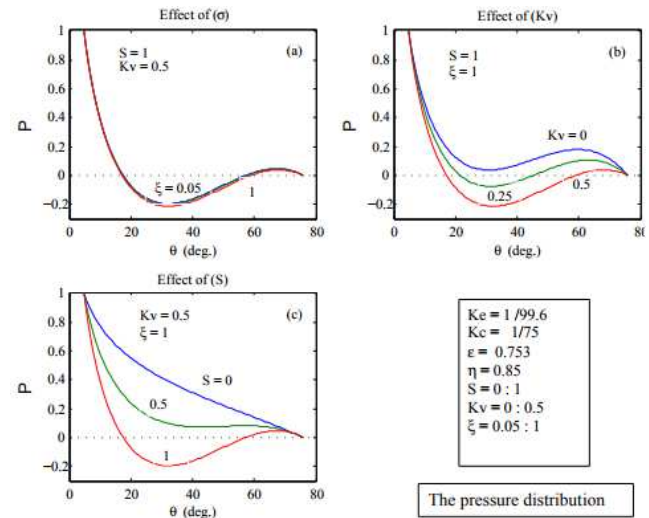 Effect of (σ)
1
0.8
0.6
0.4
0.2
0
−0.2
P
S = 1
Kv = 0.5
(a)
ξ = 0.05
1
0
20
40
60
80
θ (deg.)
Effect of (Kv)
1
0.8
0.6
0.4
0.2
0
−0.2
P
S = 1
ξ = 1
(b)
Kv = 0
0.25
0.5
0
20
40
60
80
θ (deg.)
Effect of (S)
1
0.8
0.6
0.4
0.2
0
−0.2
P
Kv = 0.5
ξ = 1
(c)
S = 0
0.5
1
0
20
40
60
80
θ (deg.)
Ke = 1 /99.6
Kc = 1/75
ε = 0.753
η = 0.85
S = 0 : 1
Kv = 0 : 0.5
ξ = 0.05 : 1
The pressure distribution